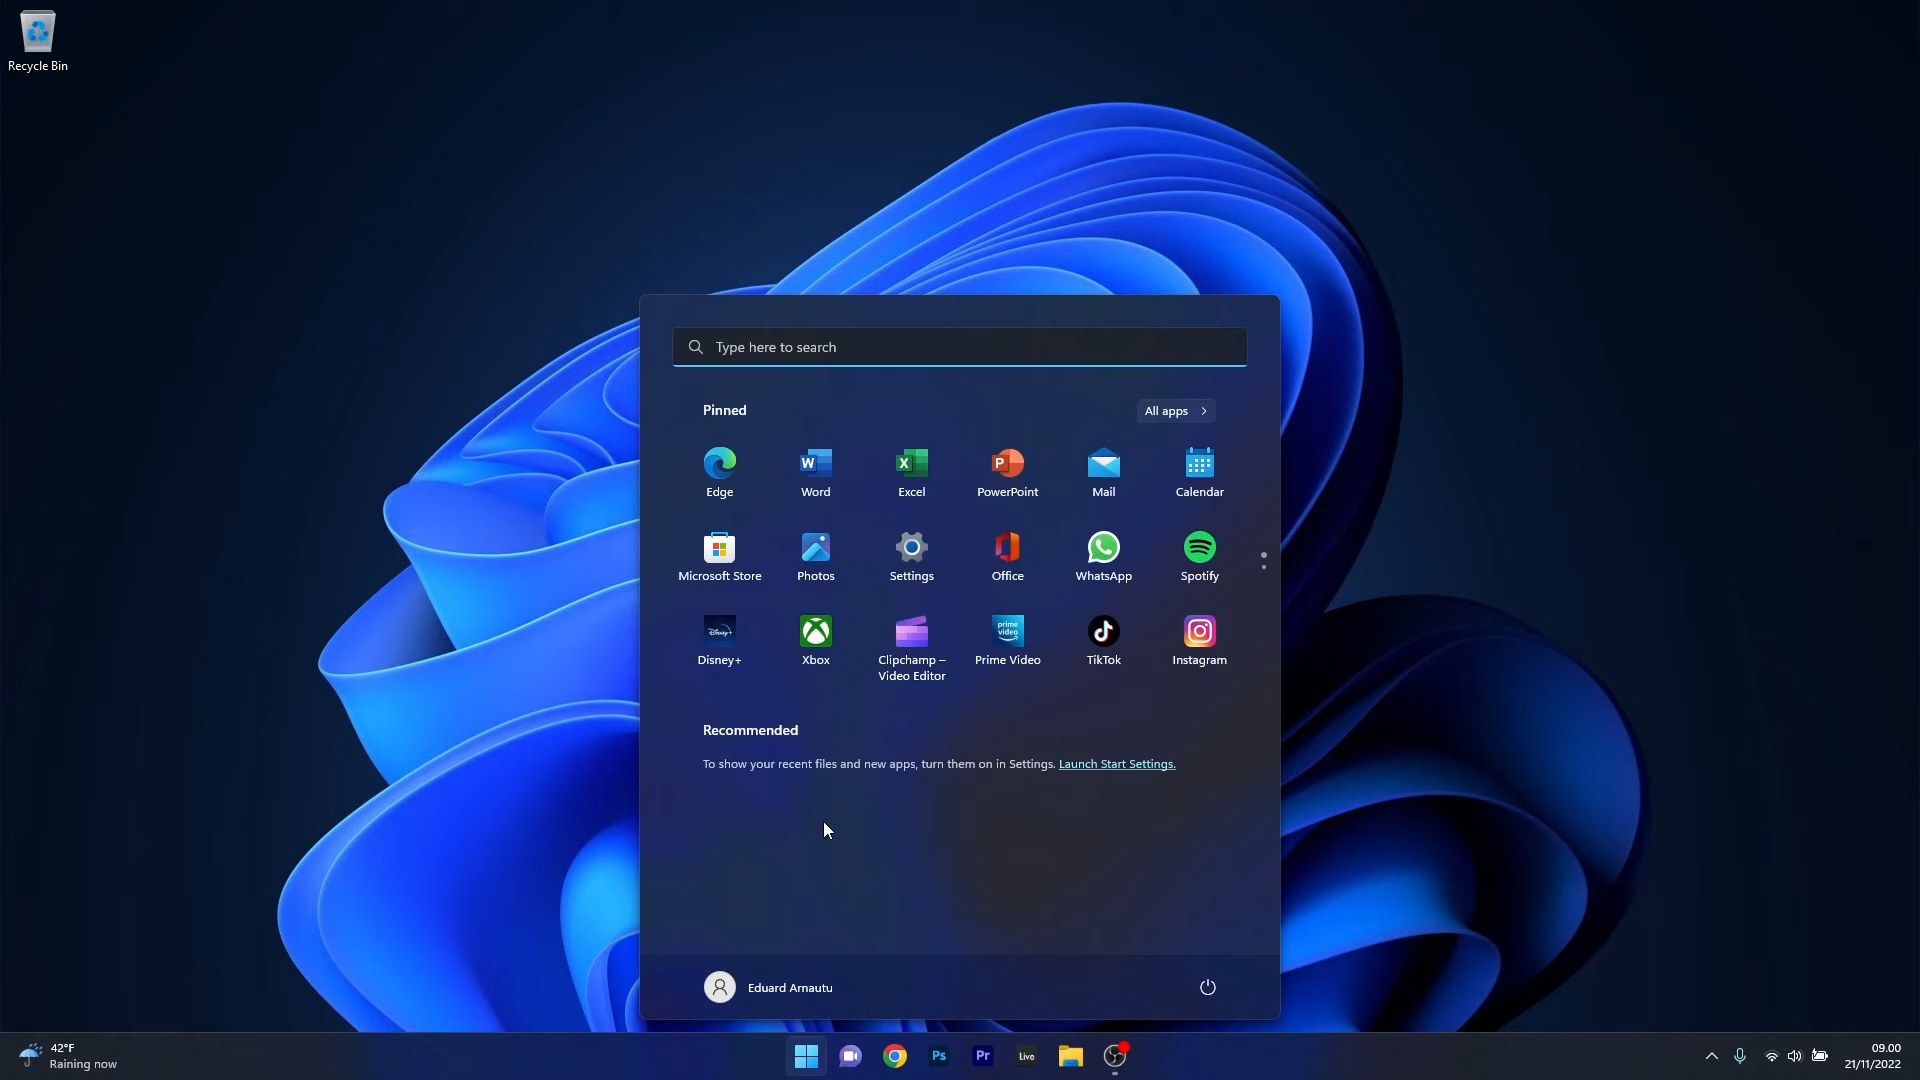 Recycle Bin
Type here to search
Pinned
All apps
Edge
Word
Excel
PowerPoint
Mail
Calendar
Microsoft Store
Photos
Settings
Office
WhatsApp
Spotify
Disney+
prime
video
Disney+
Xbox
Clipchamp –
Video Editor
Prime Video
TikTok
Instagram
Recommended
To show your recent files and new apps, turn them on in Settings. Launch Start Settings.
Eduard Arnautu
42°F
Raining now
Ps
Pr
Live
09.00
21/11/2022